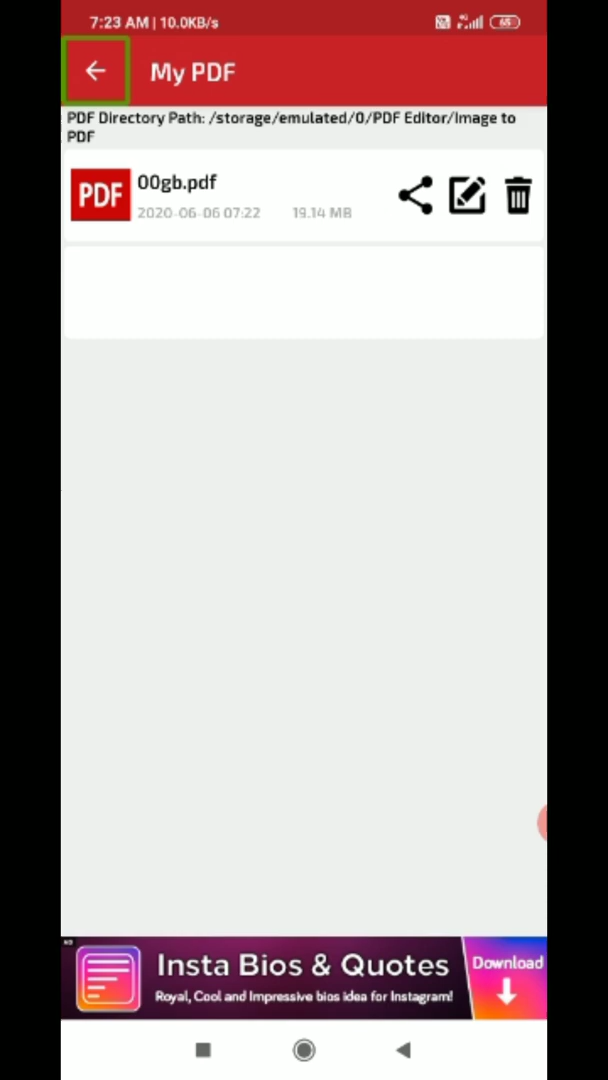 7:23 AM | 10.0KB/s
65
My PDF
PDF Directory Path: /storage/emulated/0/PDF Editor/Image to
PDF
PDF
00gb.pdf
2020-06-06 07:22 19.14 MB
Insta Bios & Quotes
Download
Royal, Cool and Impressive bios idea for Instagram!